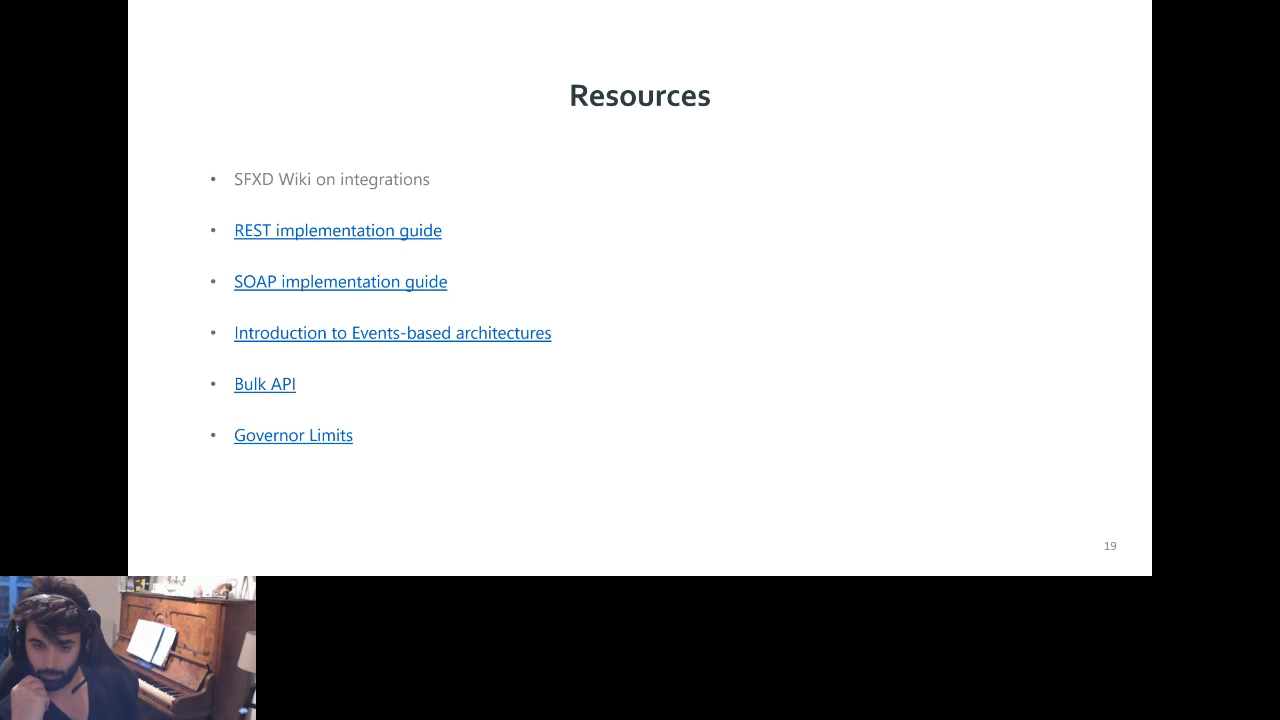 Resources
• SFXD Wiki on integrations
• REST implementation guide
• SOAP implementation guide
• Introduction to Events-based architectures
• Bulk API
• Governor Limits
19